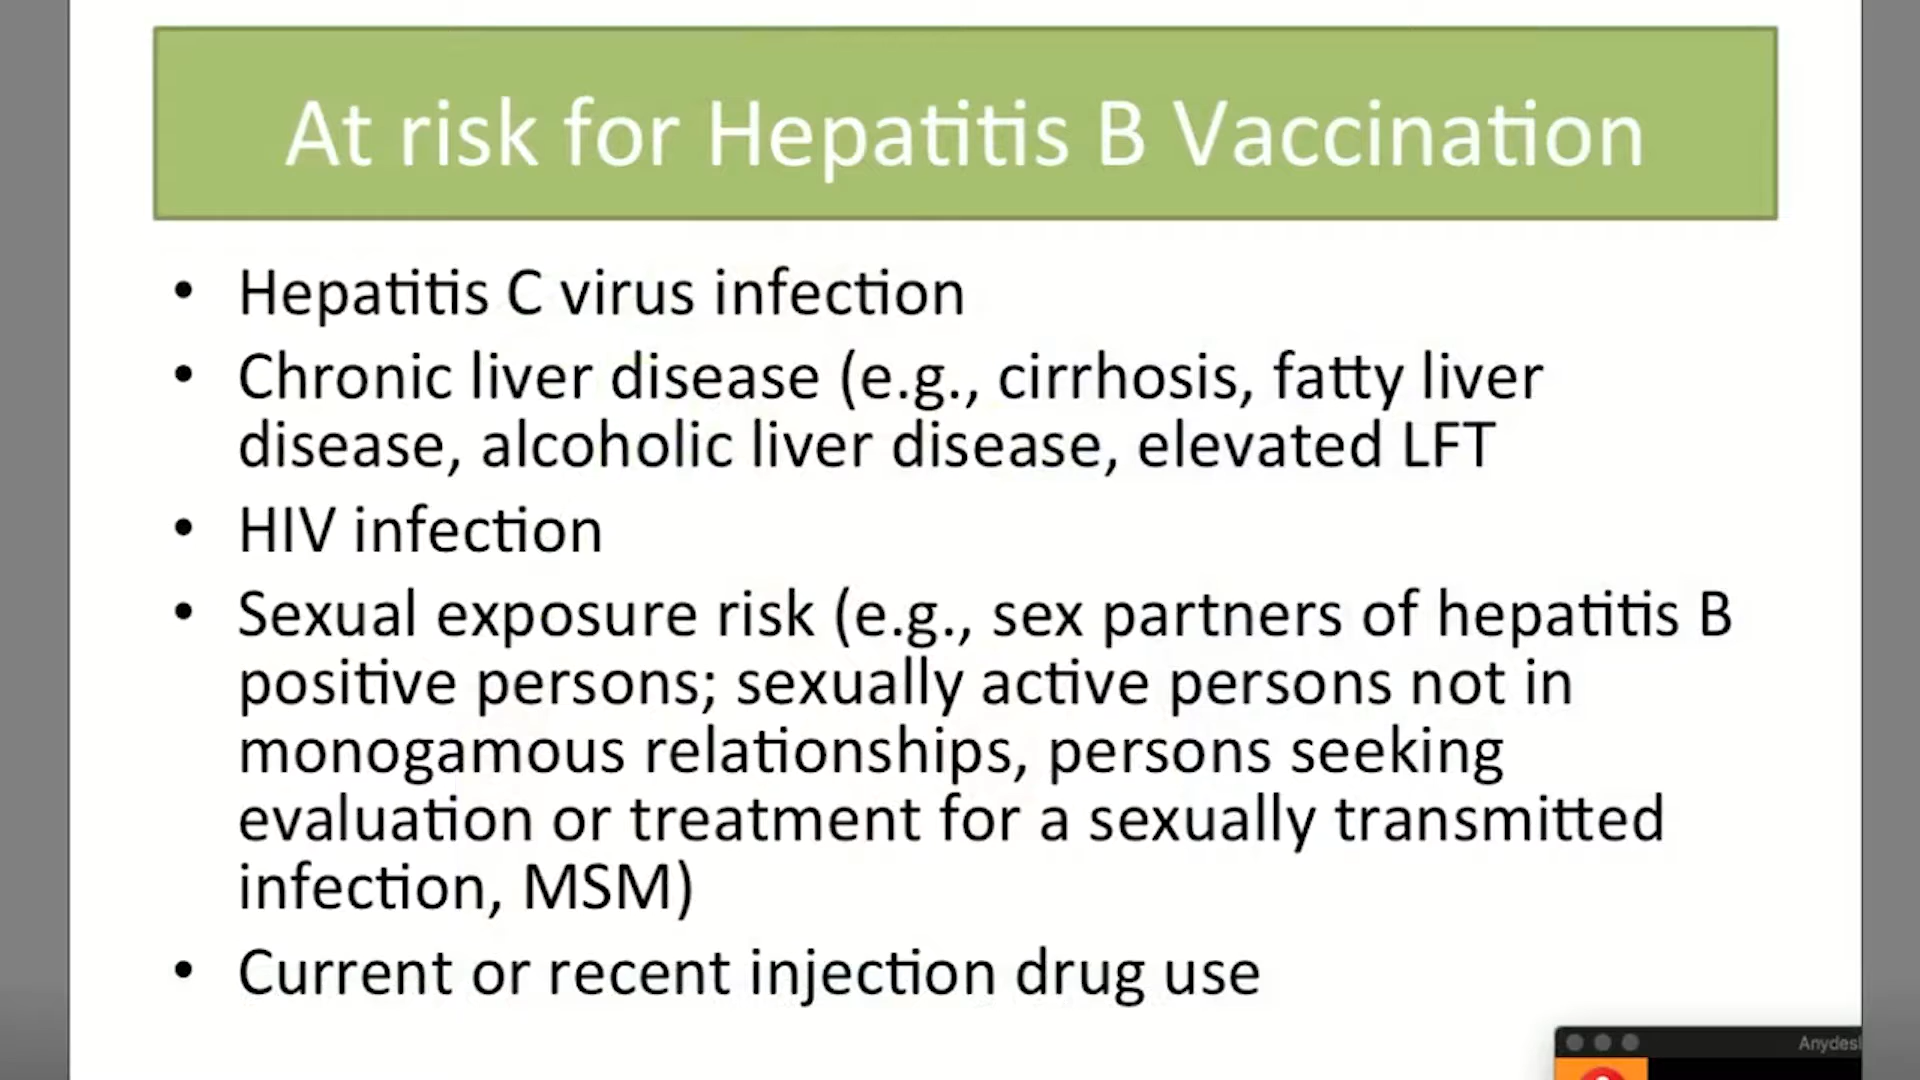 At risk for Hepatitis B Vaccination
• Hepatitis C virus infection
• Chronic liver disease (e.g., cirrhosis, fatty liver
disease, alcoholic liver disease, elevated LFT
• HIV infection
• Sexual exposure risk (e.g., sex partners of hepatitis B
positive persons; sexually active persons not in
monogamous relationships, persons seeking
evaluation or treatment for a sexually transmitted
infection, MSM)
• Current or recent injection drug use